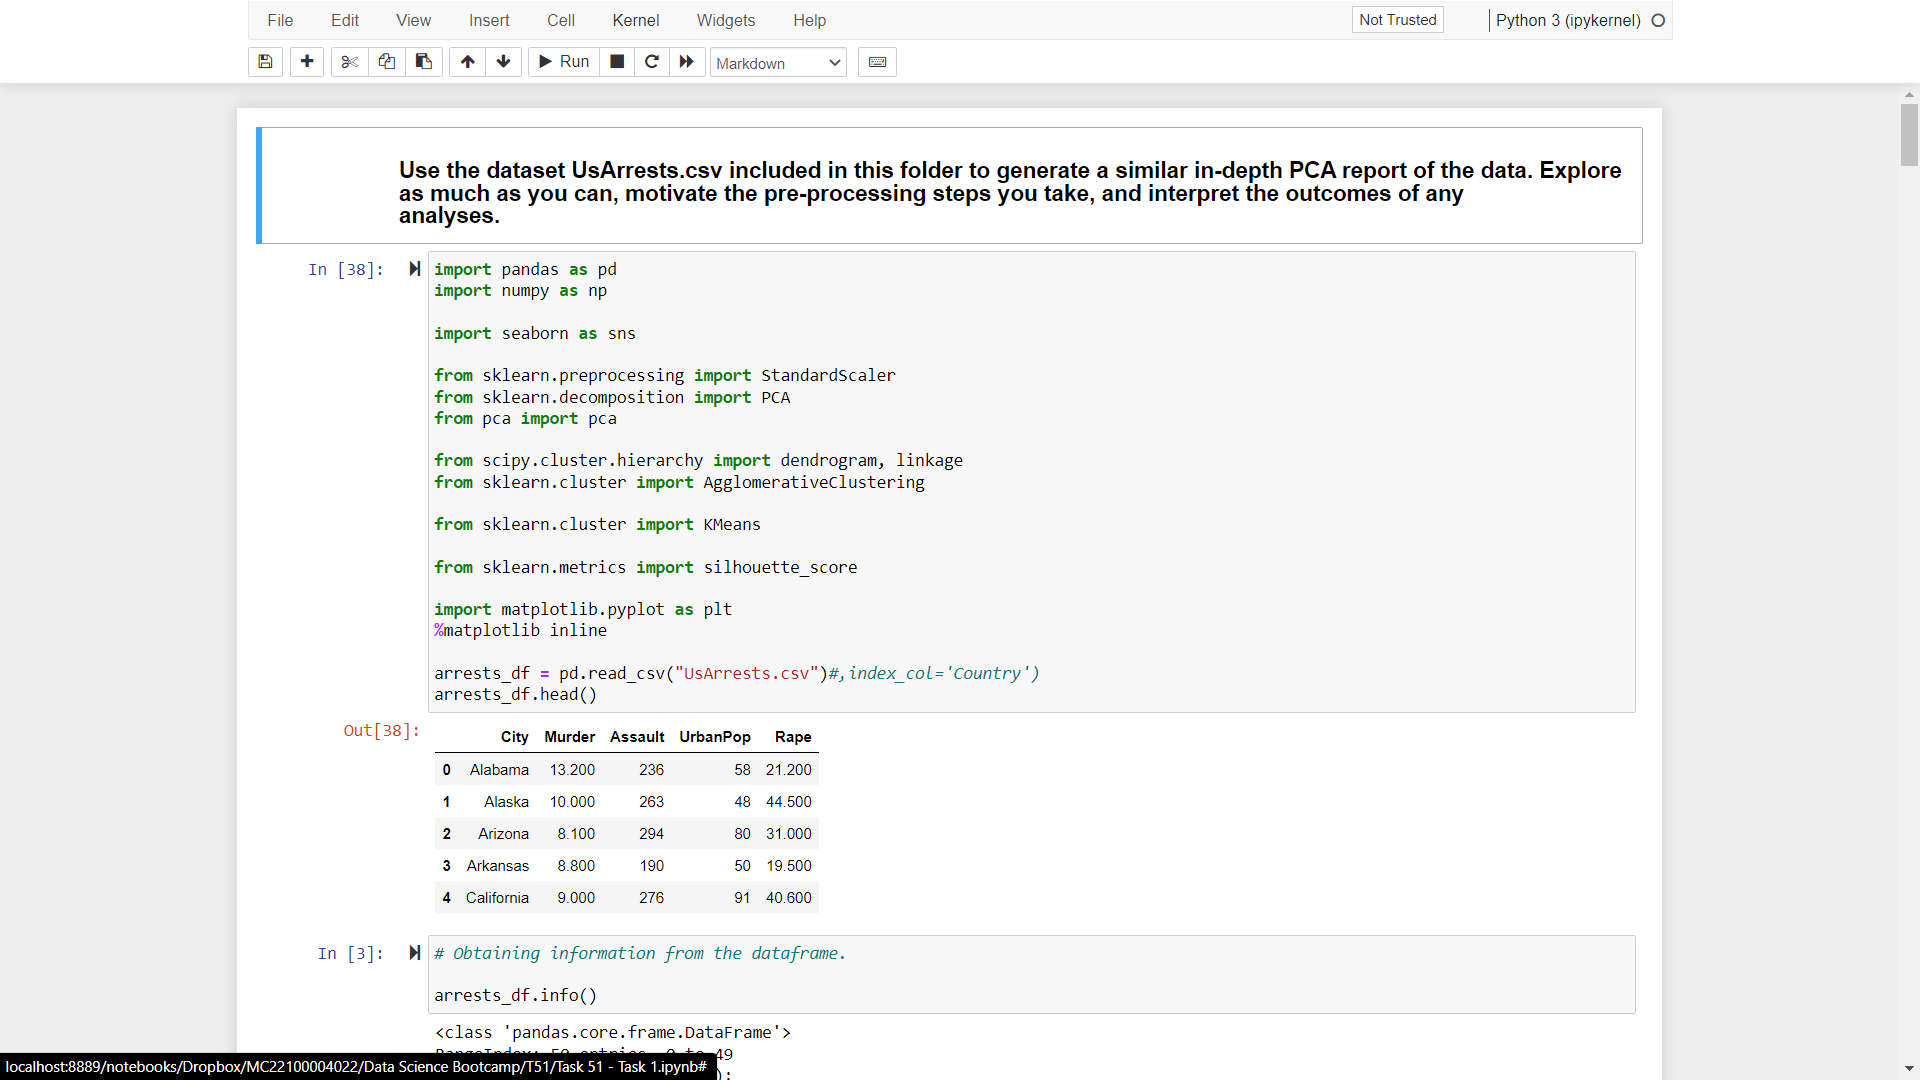 File Edit View Insert Cell Kernel Widgets Help Not Trusted Python 3 (ipykernel)
Run Markdown
Use the dataset UsArrests.csv included in this folder to generate a similar in-depth PCA report of the data. Explore
as much as you can, motivate the pre-processing steps you take, and interpret the outcomes of any
analyses.
In [38]:
import pandas as pd
import numpy as np
import seaborn as sns
from sklearn.preprocessing import StandardScaler
from sklearn.decomposition import PCA
from pca import pca
from scipy.cluster.hierarchy import dendrogram, linkage
from sklearn.cluster import AgglomerativeClustering
from sklearn.cluster import KMeans
from sklearn.metrics import silhouette_score
import matplotlib.pyplot as plt
%matplotlib inline
arrests_df = pd.read_csv("UsArrests.csv")#,index_col='Country')
arrests_df.head()
Out[38]:
City Murder Assault UrbanPop Rape
0 Alabama 13.200 236 58 21.200
1 Alaska 10.000 263 48 44.500
2 Arizona 8.100 294 80 31.000
3 Arkansas 8.800 190 50 19.500
4 California 9.000 276 91 40.600
In [3]:
# Obtaining information from the dataframe.
arrests_df.info()
<class 'pandas.core.frame.DataFrame'>
RangeIndex: 50 entries, 0 to 49
localhost:8889/notebooks/Dropbox/MC22100004022/Data Science Bootcamp/T51/Task 51 - Task 1.ipynb#
):